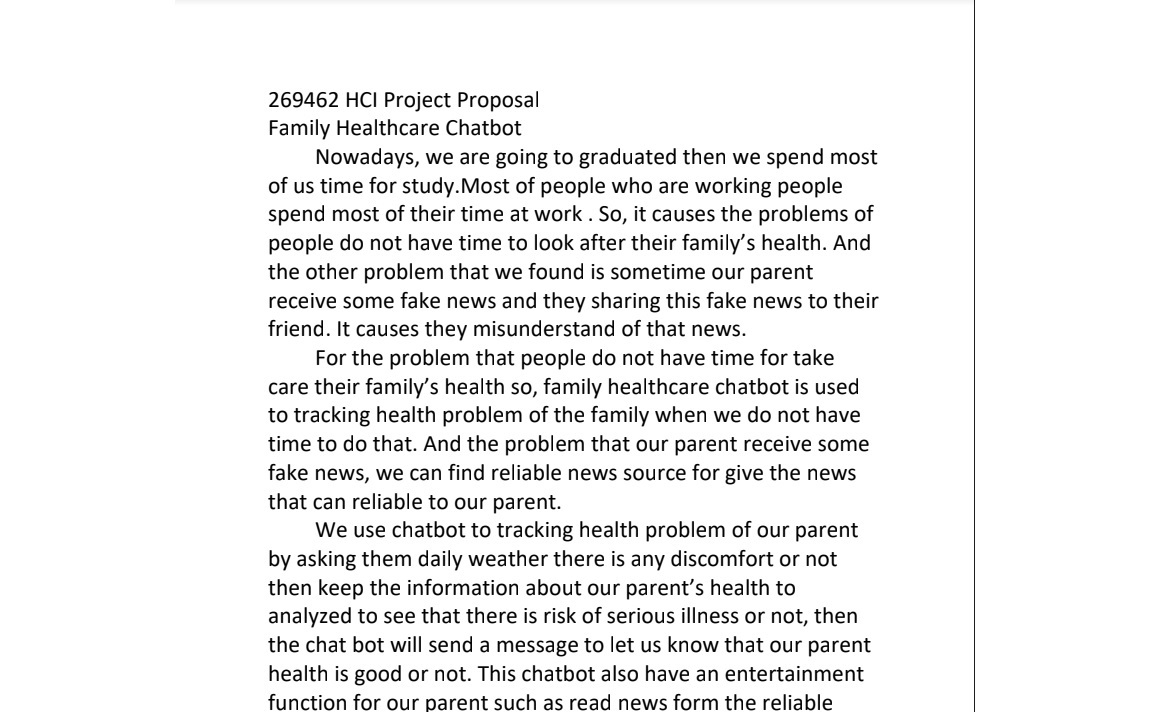 269462 HCI Project Proposal
Family Healthcare Chatbot
Nowadays, we are going to graduated then we spend most
of us time for study.Most of people who are working people
spend most of their time at work . So, it causes the problems of
people do not have time to look after their family’s health. And
the other problem that we found is sometime our parent
receive some fake news and they sharing this fake news to their
friend. It causes they misunderstand of that news.
For the problem that people do not have time for take
care their family’s health so, family healthcare chatbot is used
to tracking health problem of the family when we do not have
time to do that. And the problem that our parent receive some
fake news, we can find reliable news source for give the news
that can reliable to our parent.
We use chatbot to tracking health problem of our parent
by asking them daily weather there is any discomfort or not
then keep the information about our parent’s health to
analyzed to see that there is risk of serious illness or not, then
the chat bot will send a message to let us know that our parent
health is good or not. This chatbot also have an entertainment
function for our parent such as read news form the reliable